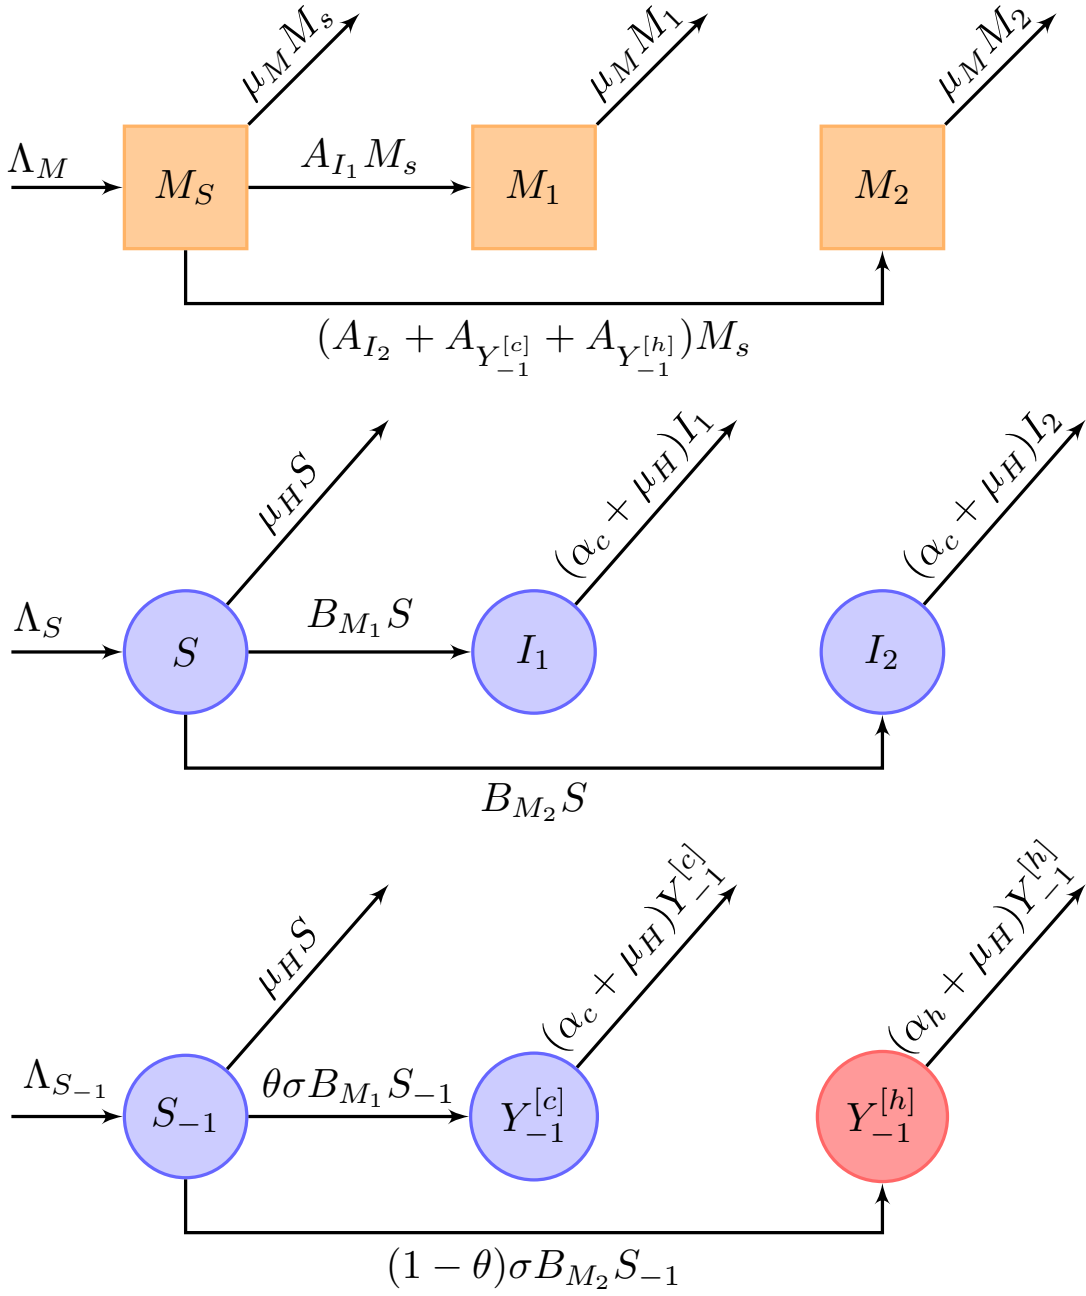 μ_M M_s
μ_M M_1
μ_M M_2
Λ_M
M_S
A_{I_1} M_s
M_1
M_2
(A_{I_2} + A_{Y_{-1}^{[c]}} + A_{Y_{-1}^{[h]}})M_s
μ_H S
(α_c + μ_H)I_1
(α_c + μ_H)I_2
Λ_S
S
B_{M_1} S
I_1
I_2
B_{M_2} S
μ_H S
(α_c + μ_H)Y_{-1}^{[c]}
(α_h + μ_H)Y_{-1}^{[h]}
Λ_{S_{-1}}
S_{-1}
θσB_{M_1} S_{-1}
Y_{-1}^{[c]}
Y_{-1}^{[h]}
(1 − θ)σB_{M_2} S_{-1}